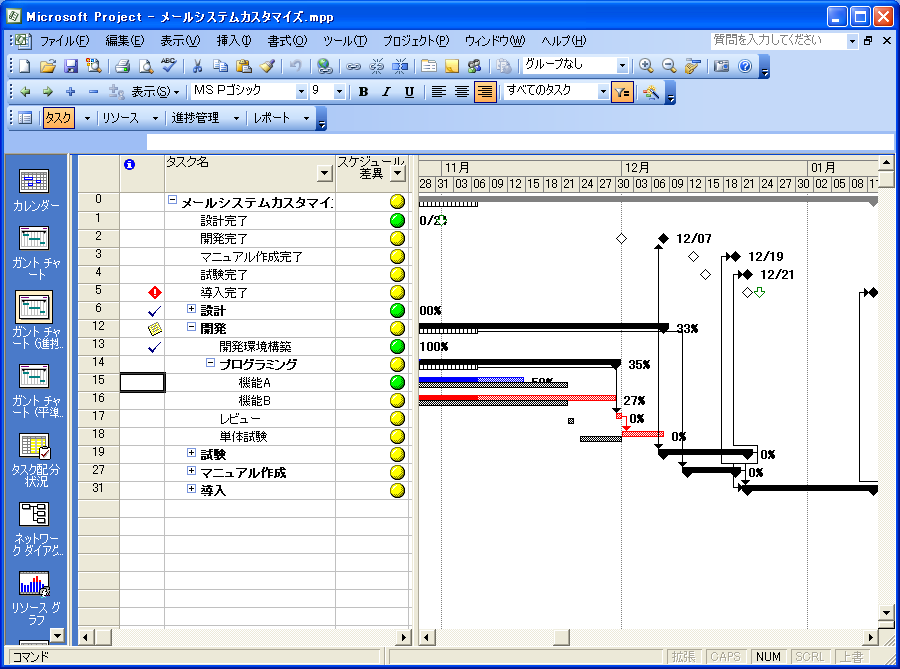 Microsoft Project - メールシステムカスタマイズ.mpp
ファイル(F) 編集(E) 表示(V) 挿入(I) 書式(O) ツール(T) プロジェクト(P) ウィンドウ(W) ヘルプ(H) 質問を入力してください
グループなし
表示(S) MS Pゴシック 9 B I U すべてのタスク
タスク リソース 進捗管理 レポート
カレンダー
ガント チャ
ート
ガント チャ
ート (進捗..
ガント チャ
ート (平準..
タスク配分
状況
ネットワー
ク ダイアグ..
リソース グ
ラフ
タスク名 スケジュール
差異
11月 12月 01月
28 31 03 06 09 12 15 18 21 24 27 30 03 06 09 12 15 18 21 24 27 30 02 05 08 11
0 メールシステムカスタマイ
1 設計完了
2 開発完了 12/07
3 マニュアル作成完了 12/19
4 試験完了 12/21
5 導入完了
6 設計 00%
12 開発 33%
13 開発環境構築 100%
14 プログラミング 35%
15 機能A 50%
16 機能B 27%
17 レビュー 0%
18 単体試験 0%
19 試験 0%
27 マニュアル作成 0%
31 導入
コマンド 拡張 CAPS NUM SCRL 上書